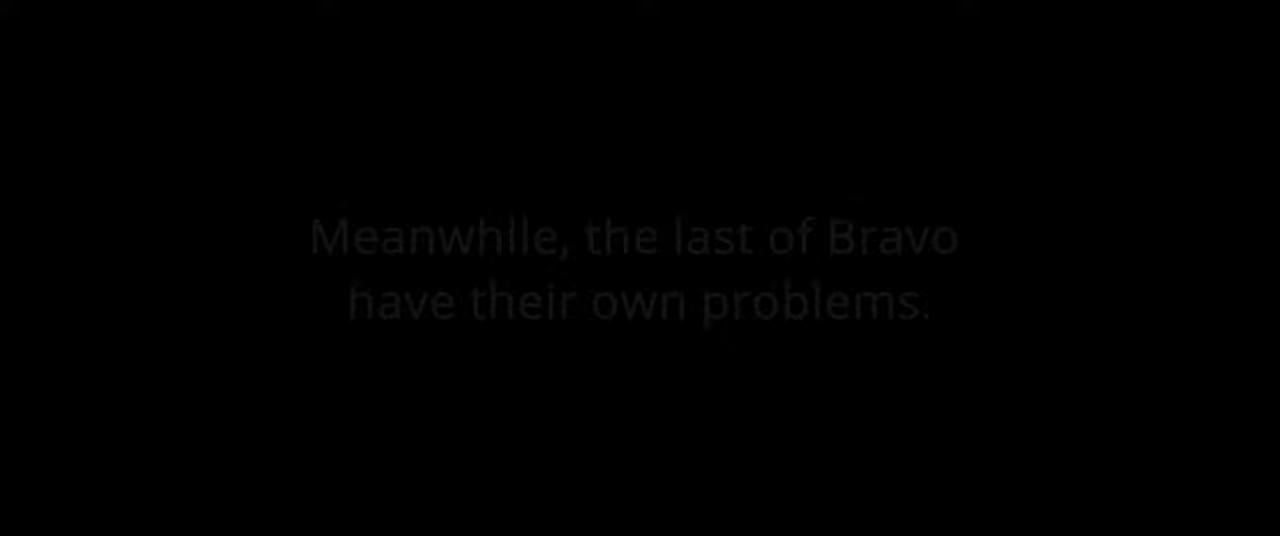 Meanwhile, the last of Bravo
have their own problems.